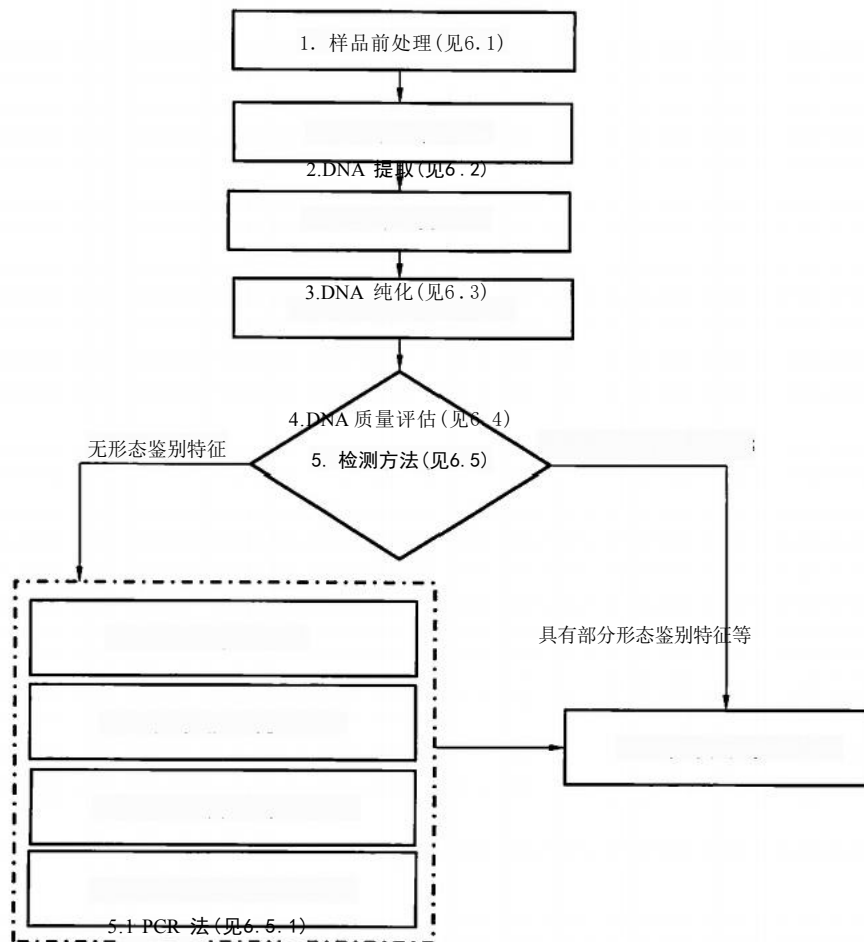 1. 样品前处理(见6.1)
2.DNA 提取(见6.2)
3.DNA 纯化(见6.3)
4.DNA 质量评估(见6.4)
无形态鉴别特征
5. 检测方法(见6.5)
具有部分形态鉴别特征等
5.1 PCR 法(见6.5.1)